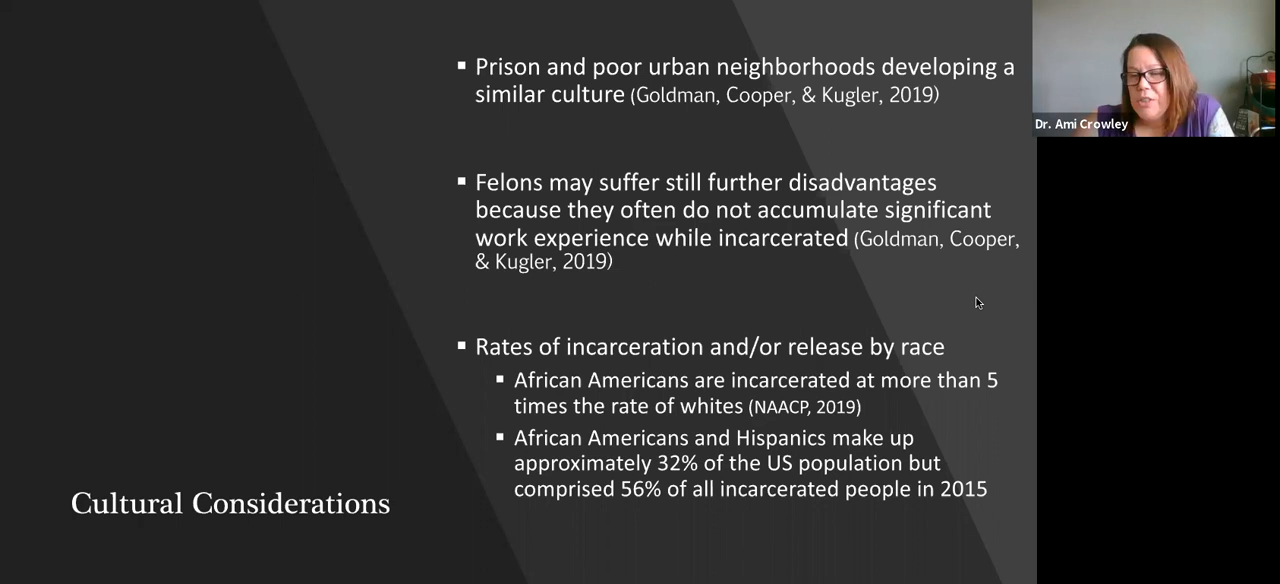 ▪ Prison and poor urban neighborhoods developing a
similar culture (Goldman, Cooper, & Kugler, 2019)
▪ Felons may suffer still further disadvantages
because they often do not accumulate significant
work experience while incarcerated (Goldman, Cooper,
& Kugler, 2019)
▪ Rates of incarceration and/or release by race
▪ African Americans are incarcerated at more than 5
times the rate of whites (NAACP, 2019)
▪ African Americans and Hispanics make up
approximately 32% of the US population but
comprised 56% of all incarcerated people in 2015
Cultural Considerations
Dr. Ami Crowley